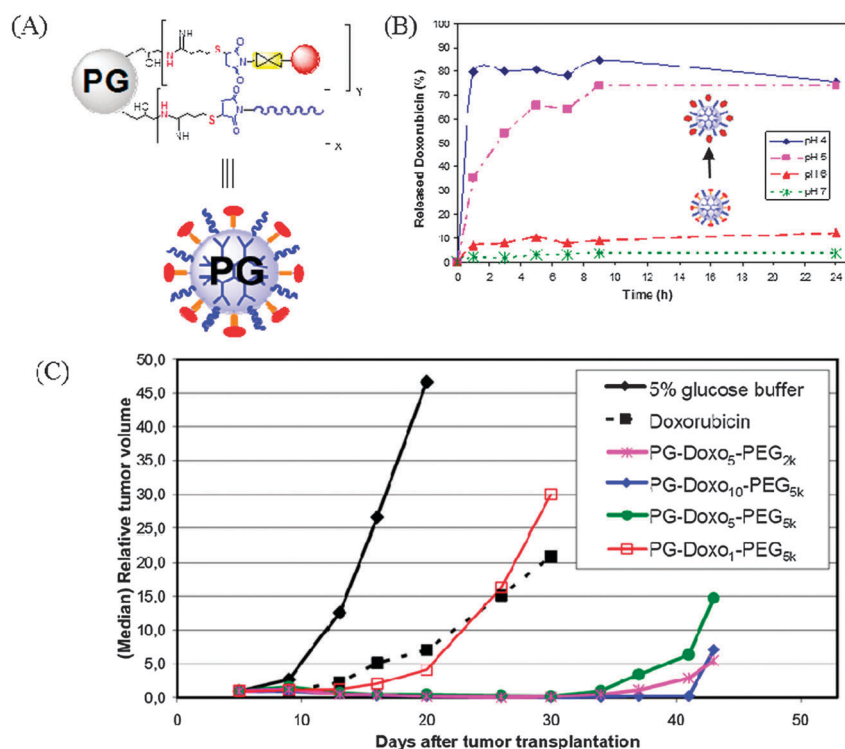 (A)
NH
N
H
S
O
N
O
HO
PG
Y
O
HO
N
H
NH
S
N
O
X
PG
(B)
Released Doxorubicin (%)
100
90
80
70
60
50
40
30
20
10
0
0 2 4 6 8 10 12 14 16 18 20 22 24
Time (h)
pH 4
pH 5
pH 6
pH 7
(C)
(Median) Relative tumor volume
50,0
45,0
40,0
35,0
30,0
25,0
20,0
15,0
10,0
5,0
0,0
0 10 20 30 40 50
Days after tumor transplantation
5% glucose buffer
Doxorubicin
PG-Doxo5-PEG2k
PG-Doxo10-PEG5k
PG-Doxo5-PEG5k
PG-Doxo1-PEG5k